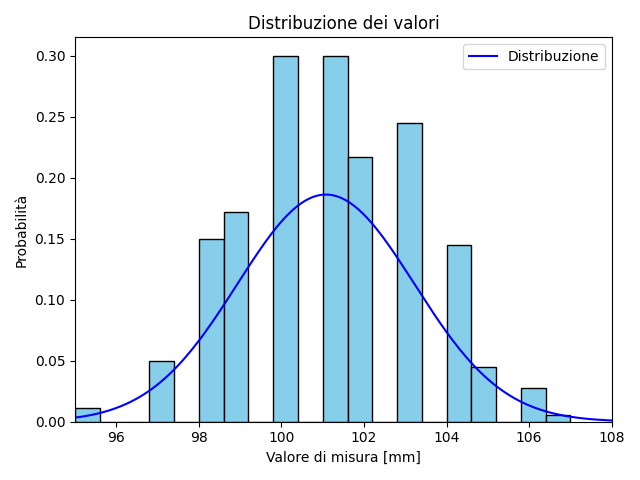 Distribuzione dei valori
Distribuzione
0.30
0.25
0.20
0.15
0.10
0.05
0.00
Probabilità
96 98 100 102 104 106 108
Valore di misura [mm]